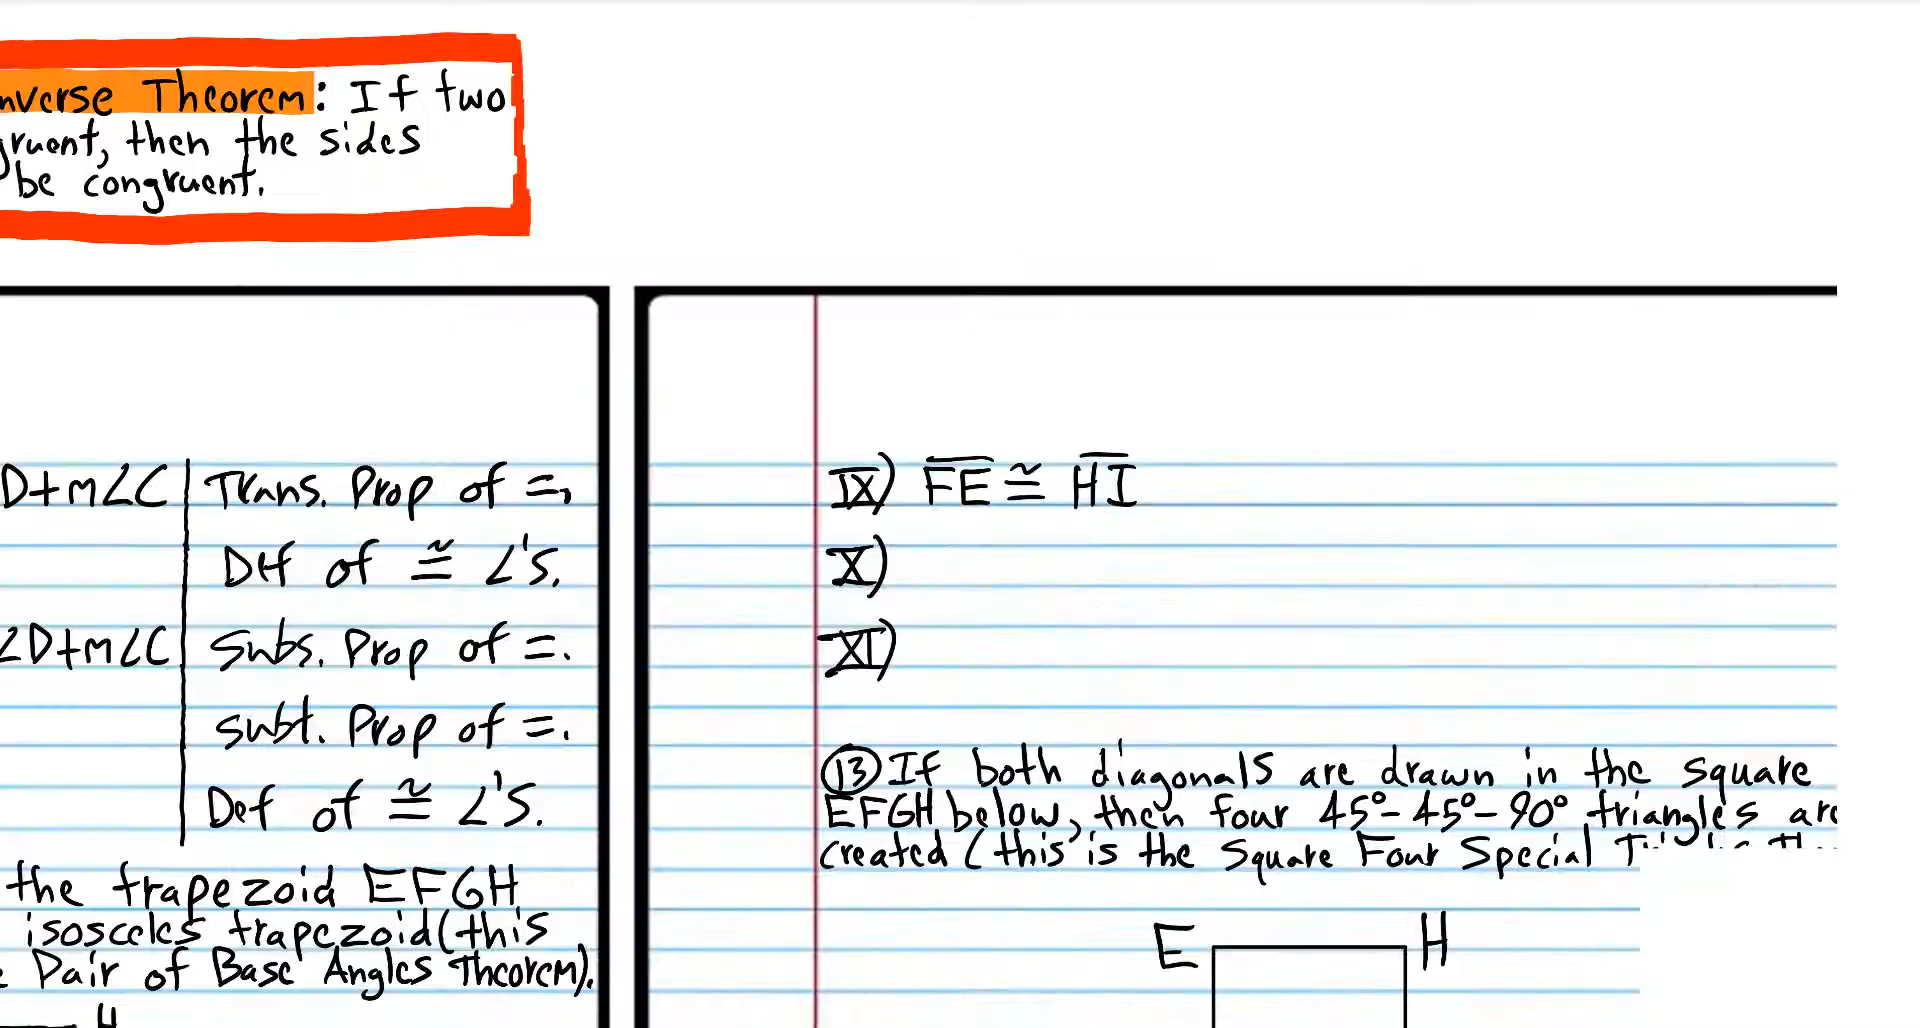 nverse Theorem: If two
gruent, then the sides
be congruent.
D+m∠C | Trans. Prop of =,
Def of ≅ ∠'s.
∠D+m∠C | Subs. Prop of =.
subt. Prop of =.
Def of ≅ ∠'s.
the trapezoid EFGH
isosceles trapezoid (this
Pair of Base Angles Theorem).
H
IX) FE ≅ HI
X)
XI)
(13) If both diagonals are drawn in the square
EFGH below, then four 45°-45°-90° triangles are
created (this is the Square Four Special
E H